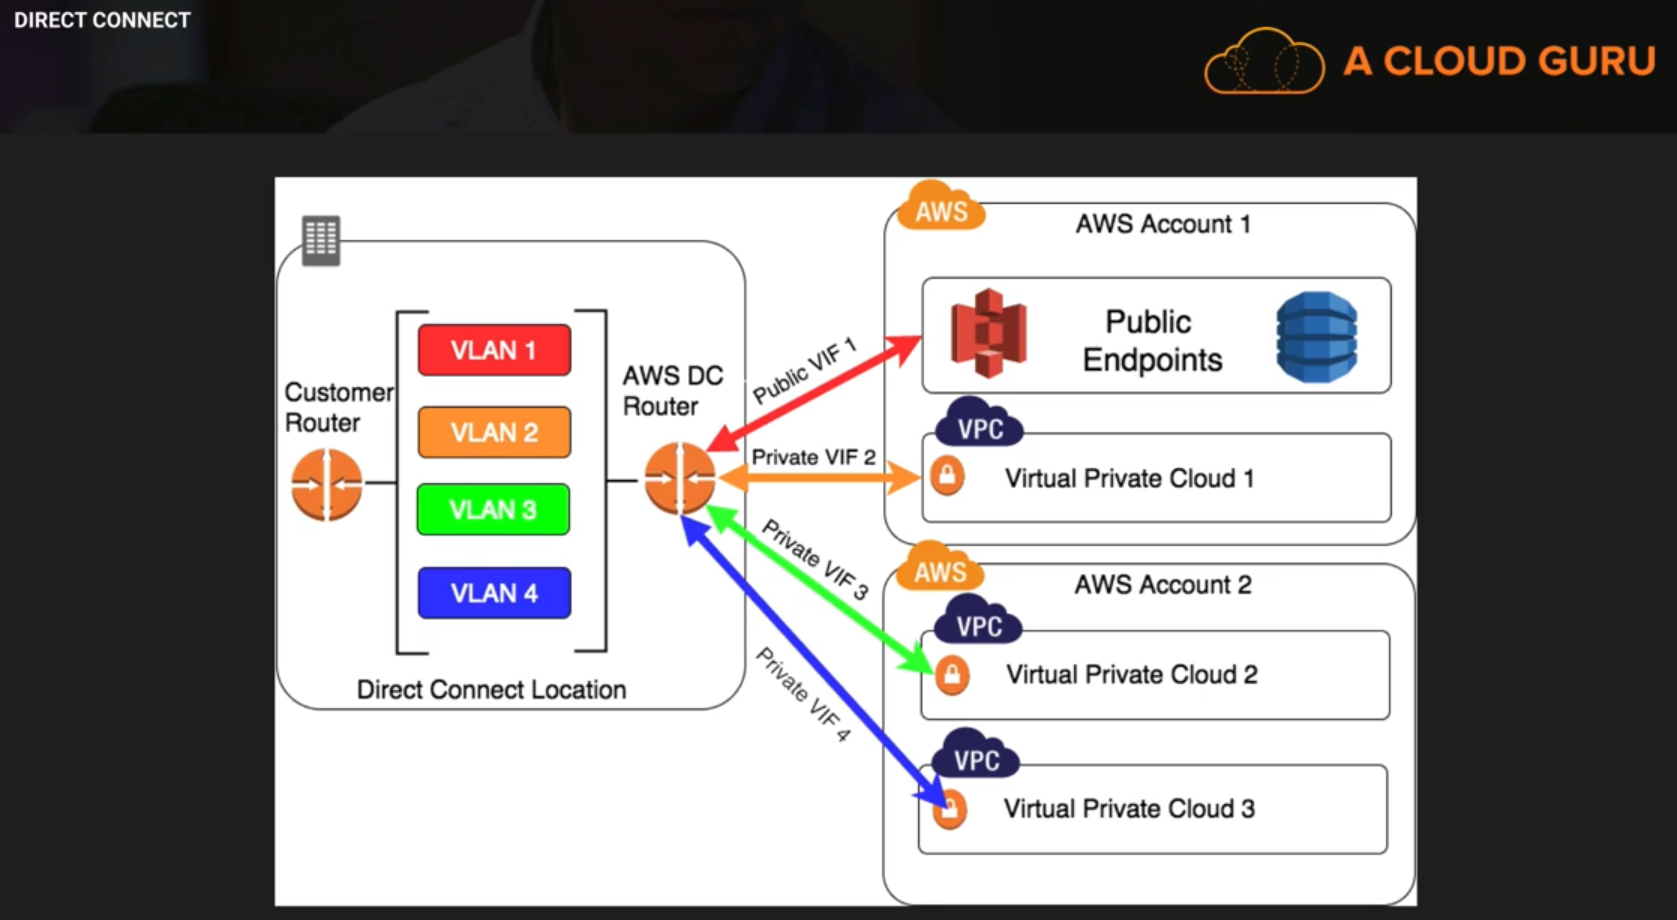 DIRECT CONNECT
A CLOUD GURU
AWS
AWS Account 1
Public
Endpoints
VLAN 1
Public VIF 1
AWS DC
Router
Customer
Router
VLAN 2
VPC
Private VIF 2
Virtual Private Cloud 1
VLAN 3
Private VIF 3
AWS
AWS Account 2
VLAN 4
VPC
Virtual Private Cloud 2
Direct Connect Location
Private VIF 4
VPC
Virtual Private Cloud 3